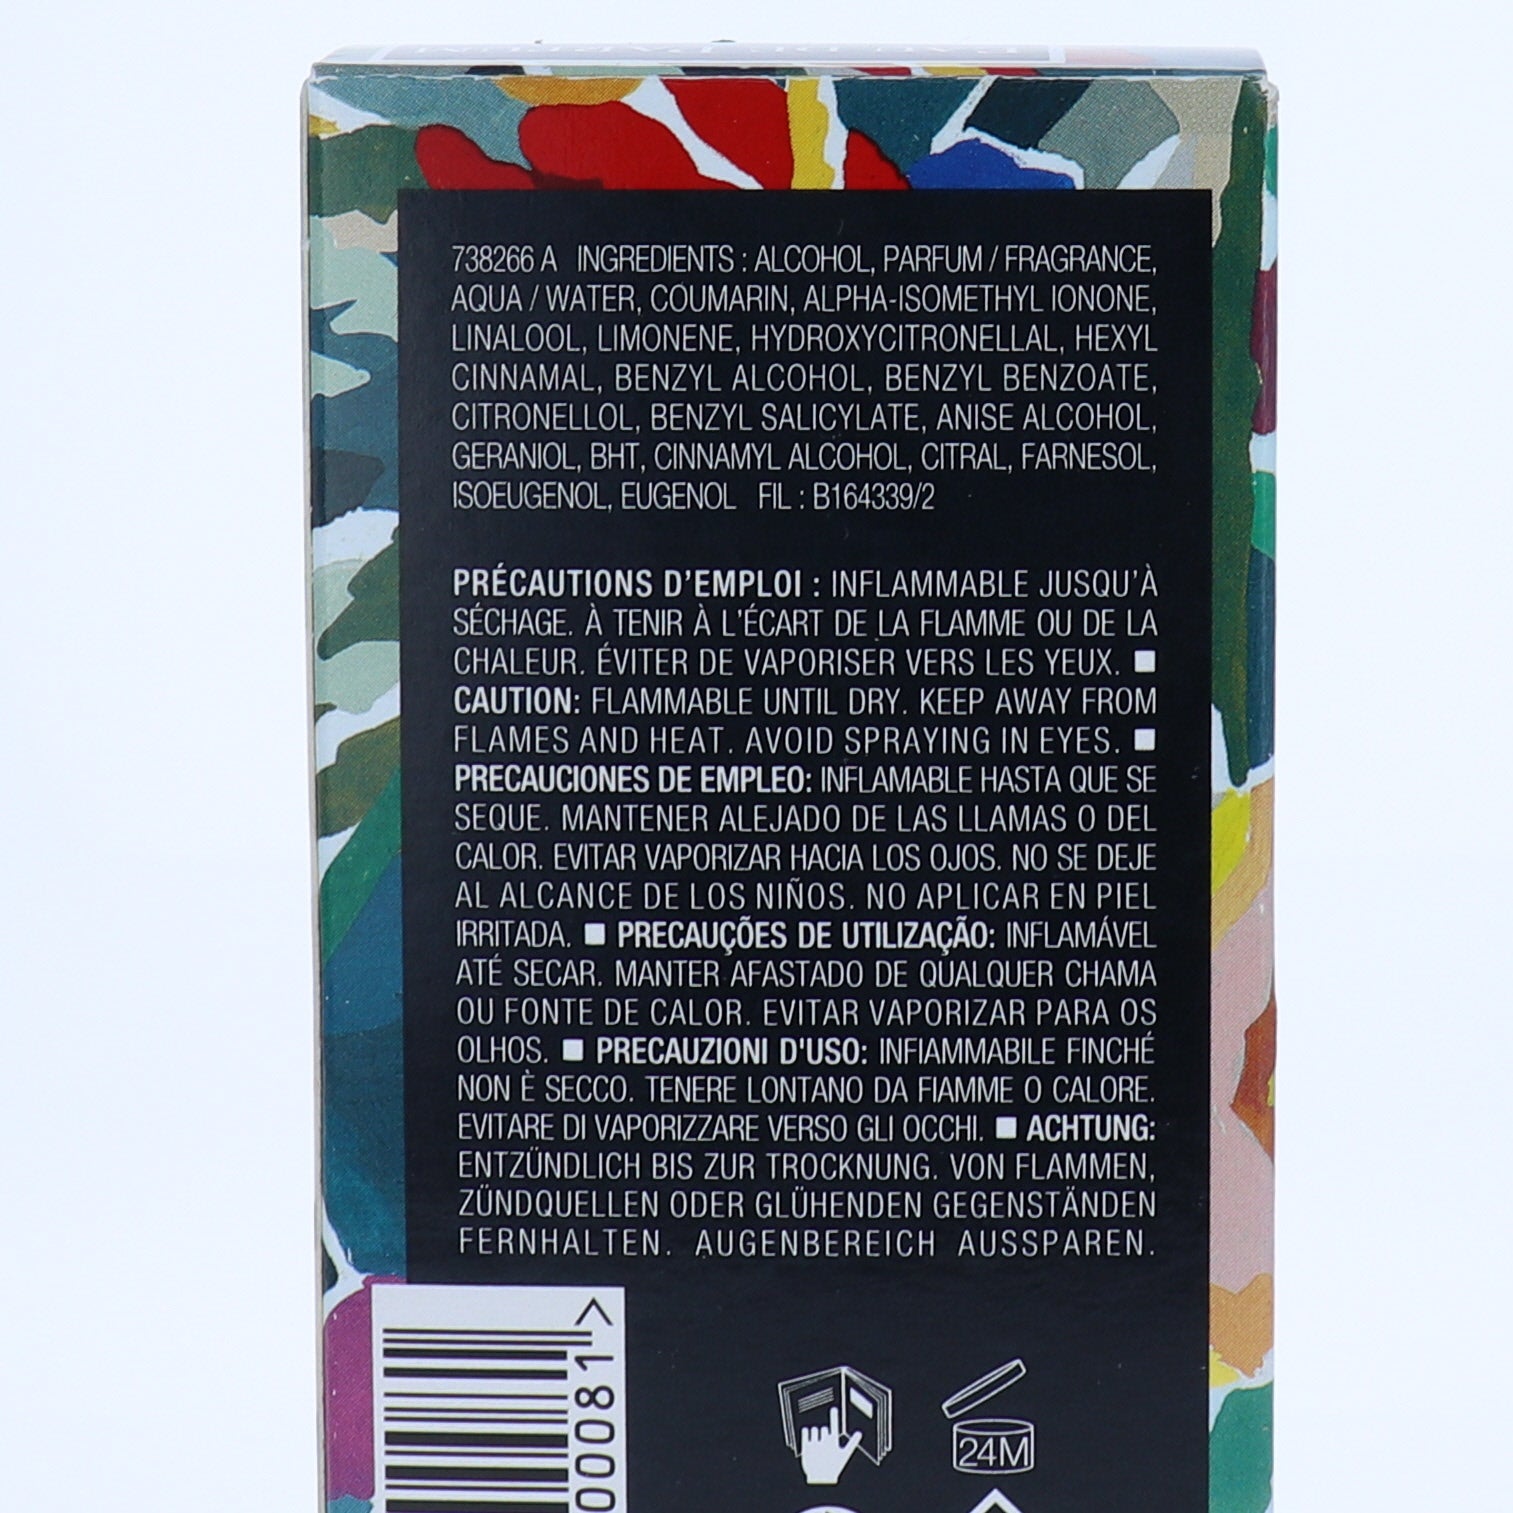 738266 A INGREDIENTS : ALCOHOL, PARFUM / FRAGRANCE,
AQUA / WATER, COUMARIN, ALPHA-ISOMETHYL IONONE,
LINALOOL, LIMONENE, HYDROXYCITRONELLAL, HEXYL
CINNAMAL, BENZYL ALCOHOL, BENZYL BENZOATE,
CITRONELLOL, BENZYL SALICYLATE, ANISE ALCOHOL,
GERANIOL, BHT, CINNAMYL ALCOHOL, CITRAL, FARNESOL,
ISOEUGENOL, EUGENOL FIL : B164339/2
PRÉCAUTIONS D'EMPLOI : INFLAMMABLE JUSQU'À
SÉCHAGE. À TENIR À L'ÉCART DE LA FLAMME OU DE LA
CHALEUR. ÉVITER DE VAPORISER VERS LES YEUX. ■
CAUTION: FLAMMABLE UNTIL DRY. KEEP AWAY FROM
FLAMES AND HEAT. AVOID SPRAYING IN EYES. ■
PRECAUCIONES DE EMPLEO: INFLAMABLE HASTA QUE SE
SEQUE. MANTENER ALEJADO DE LAS LLAMAS O DEL
CALOR. EVITAR VAPORIZAR HACIA LOS OJOS. NO SE DEJE
AL ALCANCE DE LOS NIÑOS. NO APLICAR EN PIEL
IRRITADA. ■ PRECAUÇÕES DE UTILIZAÇÃO: INFLAMÁVEL
ATÉ SECAR. MANTER AFASTADO DE QUALQUER CHAMA
OU FONTE DE CALOR. EVITAR VAPORIZAR PARA OS
OLHOS. ■ PRECAUZIONI D'USO: INFIAMMABILE FINCHÉ
NON È SECCO. TENERE LONTANO DA FIAMME O CALORE.
EVITARE DI VAPORIZZARE VERSO GLI OCCHI. ■ ACHTUNG:
ENTZÜNDLICH BIS ZUR TROCKNUNG. VON FLAMMEN,
ZÜNDQUELLEN ODER GLÜHENDEN GEGENSTÄNDEN
FERNHALTEN. AUGENBEREICH AUSSPAREN.
24M